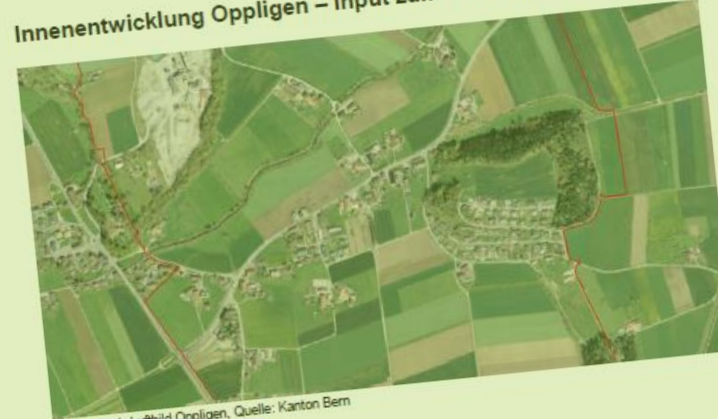 Innenentwicklung Oppligen – Input
Oppligen, Quelle: Kanton Bern